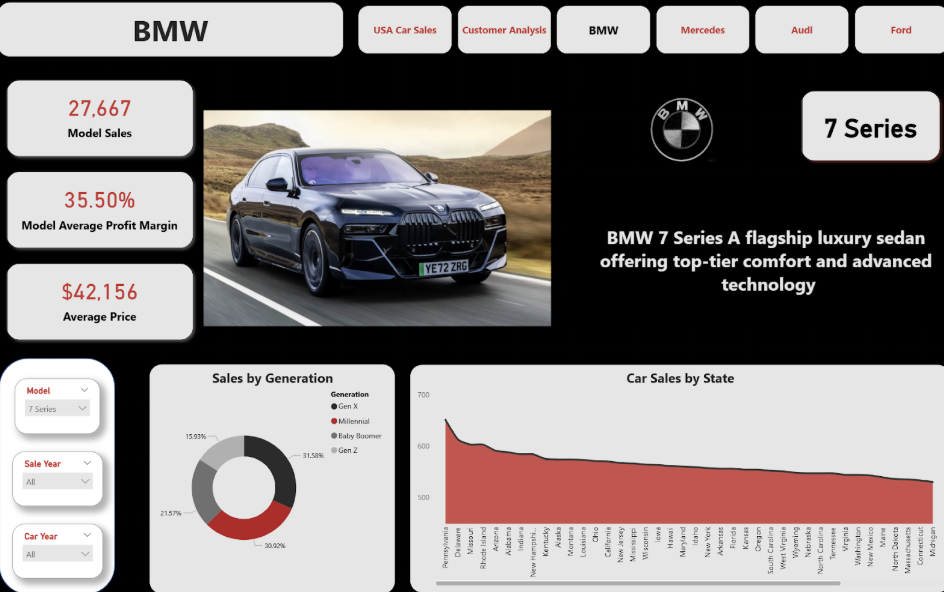 BMW
USA Car Sales
Customer Analysis
BMW
Mercedes
Audi
Ford
27,667
Model Sales
35.50%
Model Average Profit Margin
$42,156
Average Price
YE72 ZRG
BMW
7 Series
BMW 7 Series A flagship luxury sedan
offering top-tier comfort and advanced
technology
Model
7 Series
Sale Year
All
Car Year
All
Sales by Generation
Generation
Gen X
Millennial
Baby Boomer
Gen Z
15.93%
31.58%
21.57%
30.92%
Car Sales by State
700
600
500
Pennsylvania
Delaware
Missouri
Rhode Island
Arizona
Alabama
Indiana
New Hampshi...
Kentucky
Alaska
Montana
Louisiana
Ohio
California
New Jersey
Mississippi
Wisconsin
Iowa
Hawaii
Maryland
New York
Arkansas
Florida
Kansas
Oregon
South Carolina
West Virginia
Wyoming
Nebraska
North Carolina
Tennessee
Virginia
Washington
New Mexico
Maine
North Dakota
Massachusetts
Connecticut
Michigan